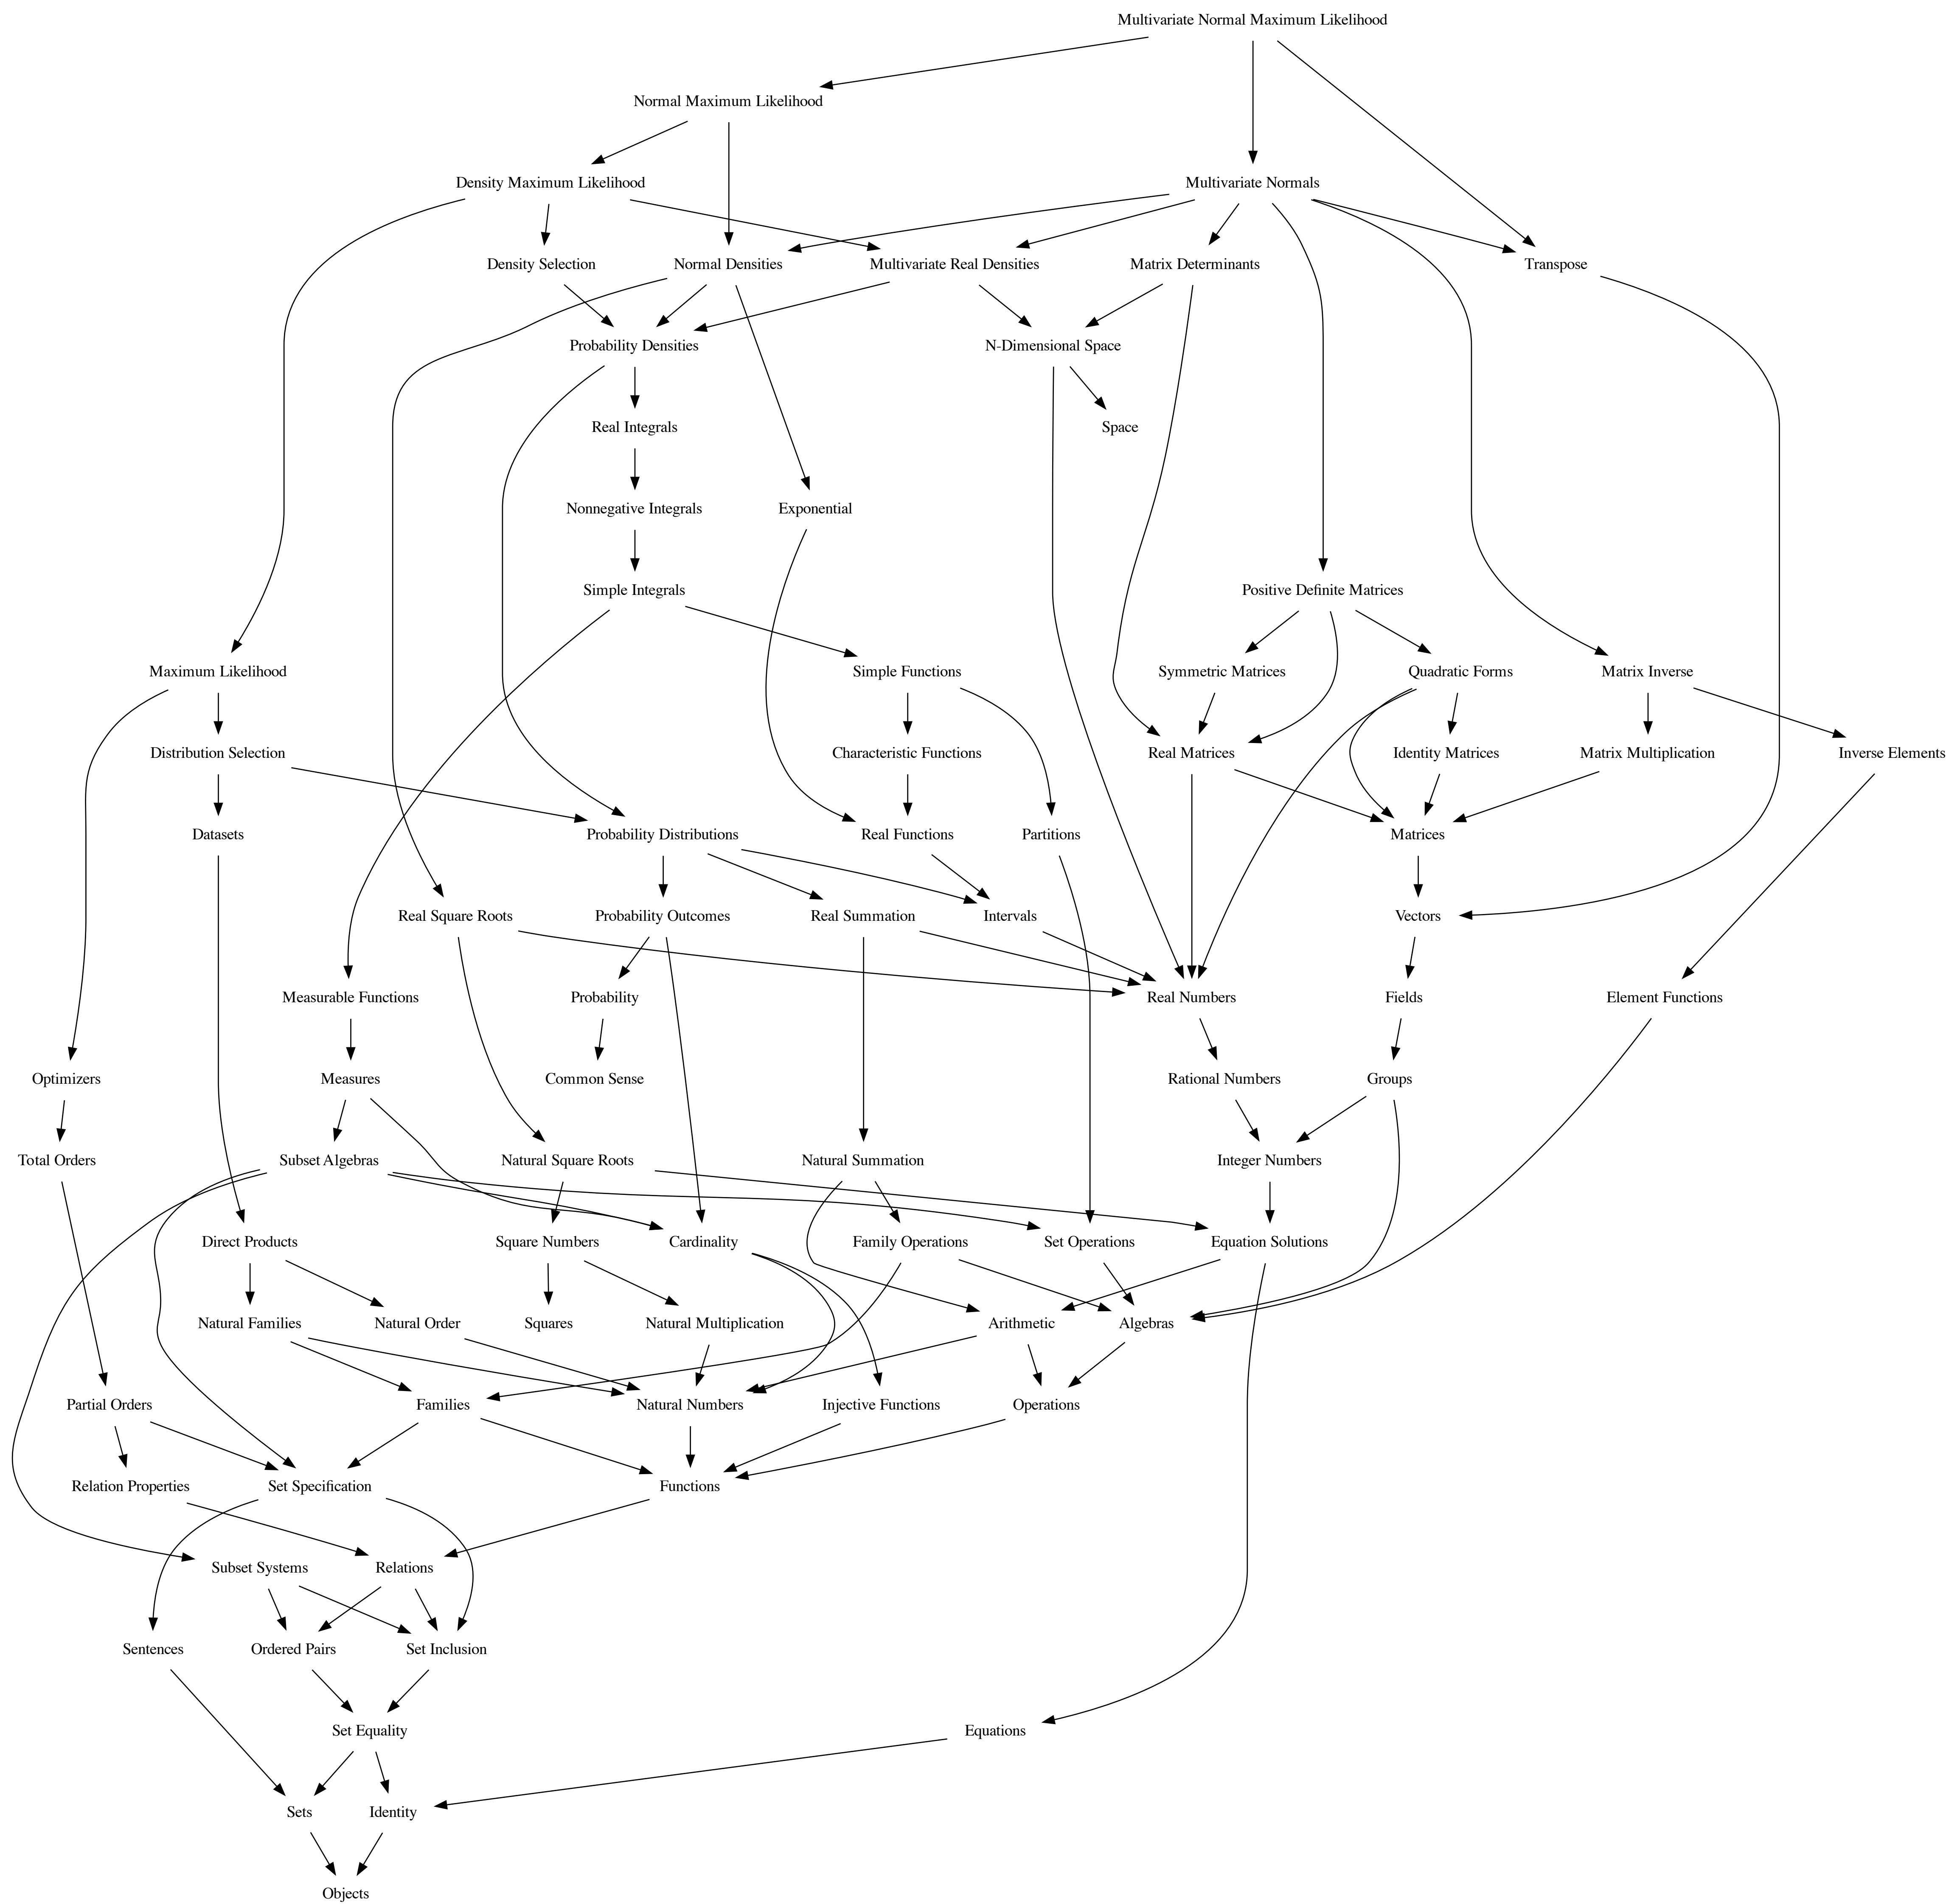 Multivariate Normal Maximum Likelihood
Normal Maximum Likelihood
Density Maximum Likelihood
Multivariate Normals
Density Selection
Normal Densities
Multivariate Real Densities
Matrix Determinants
Transpose
Probability Densities
N-Dimensional Space
Real Integrals
Space
Nonnegative Integrals
Exponential
Simple Integrals
Positive Definite Matrices
Maximum Likelihood
Simple Functions
Symmetric Matrices
Quadratic Forms
Matrix Inverse
Distribution Selection
Characteristic Functions
Real Matrices
Identity Matrices
Matrix Multiplication
Inverse Elements
Datasets
Probability Distributions
Real Functions
Partitions
Matrices
Real Square Roots
Probability Outcomes
Real Summation
Intervals
Vectors
Measurable Functions
Probability
Real Numbers
Fields
Element Functions
Optimizers
Measures
Common Sense
Rational Numbers
Groups
Total Orders
Subset Algebras
Natural Square Roots
Natural Summation
Integer Numbers
Direct Products
Square Numbers
Cardinality
Family Operations
Set Operations
Equation Solutions
Natural Families
Natural Order
Squares
Natural Multiplication
Arithmetic
Algebras
Partial Orders
Families
Natural Numbers
Injective Functions
Operations
Relation Properties
Set Specification
Functions
Subset Systems
Relations
Sentences
Ordered Pairs
Set Inclusion
Set Equality
Equations
Sets
Identity
Objects